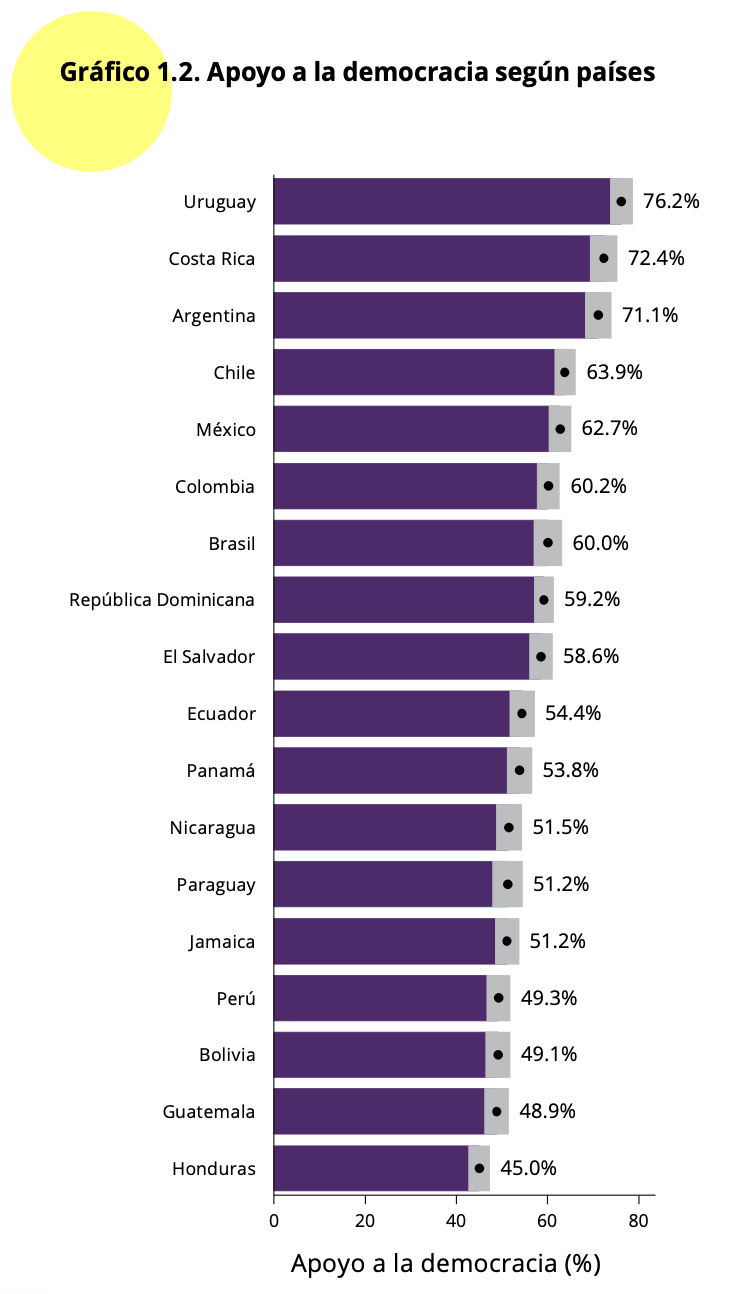 Gráfico 1.2. Apoyo a la democracia según países
Uruguay 76.2%
Costa Rica 72.4%
Argentina 71.1%
Chile 63.9%
México 62.7%
Colombia 60.2%
Brasil 60.0%
República Dominicana 59.2%
El Salvador 58.6%
Ecuador 54.4%
Panamá 53.8%
Nicaragua 51.5%
Paraguay 51.2%
Jamaica 51.2%
Perú 49.3%
Bolivia 49.1%
Guatemala 48.9%
Honduras 45.0%
0 20 40 60 80
Apoyo a la democracia (%)